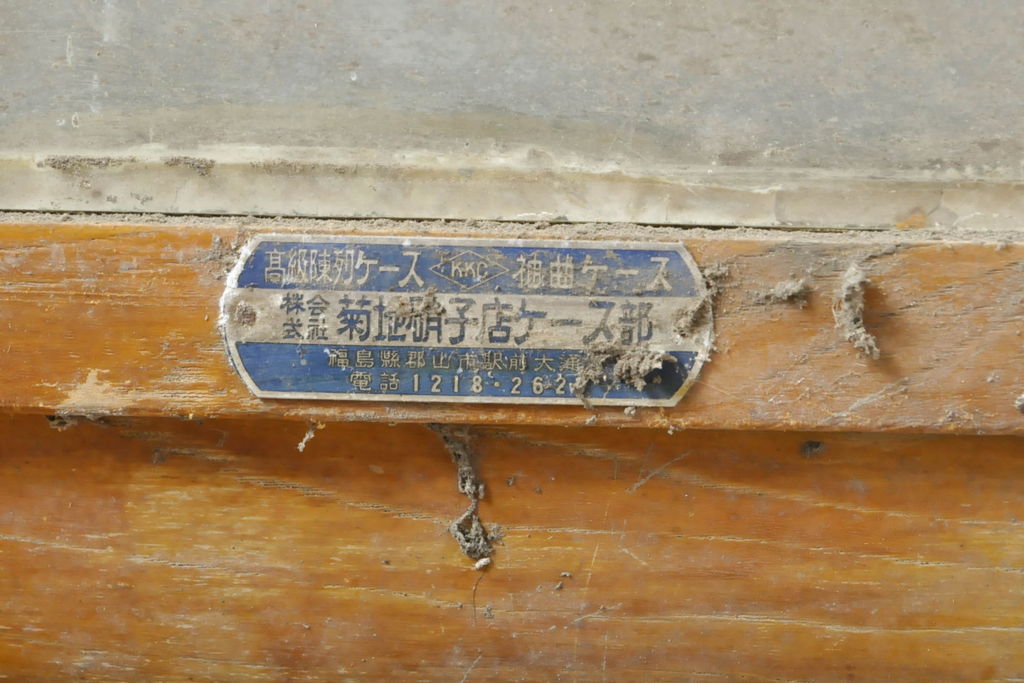 高級陳列ケース KKC 抽曲ケース
株式会社 菊地硝子店ケース部
福島縣郡山市駅前大通
電話 1218・262